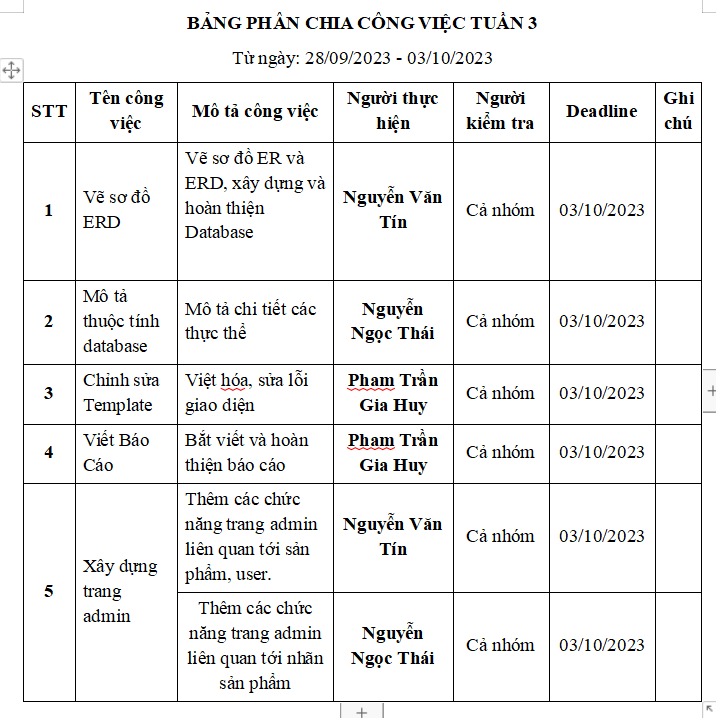 BẢNG PHÂN CHIA CÔNG VIỆC TUẦN 3
Từ ngày: 28/09/2023 - 03/10/2023
STT
Tên công
việc
Mô tả công việc
Người thực
hiện
Người
kiểm tra
Deadline
Ghi
chú
1
Vẽ sơ đồ
ERD
Vẽ sơ đồ ER và
ERD, xây dựng và
hoàn thiện
Database
Nguyễn Văn
Tín
Cả nhóm
03/10/2023
2
Mô tả
thuộc tính
database
Mô tả chi tiết các
thực thể
Nguyễn
Ngọc Thái
Cả nhóm
03/10/2023
3
Chỉnh sửa
Template
Việt hóa, sửa lỗi
giao diện
Phạm Trần
Gia Huy
Cả nhóm
03/10/2023
4
Viết Báo
Cáo
Bắt viết và hoàn
thiện báo cáo
Phạm Trần
Gia Huy
Cả nhóm
03/10/2023
5
Xây dựng
trang
admin
Thêm các chức
năng trang admin
liên quan tới sản
phẩm, user.
Nguyễn Văn
Tín
Cả nhóm
03/10/2023
Thêm các chức
năng trang admin
liên quan tới nhãn
sản phẩm
Nguyễn
Ngọc Thái
Cả nhóm
03/10/2023